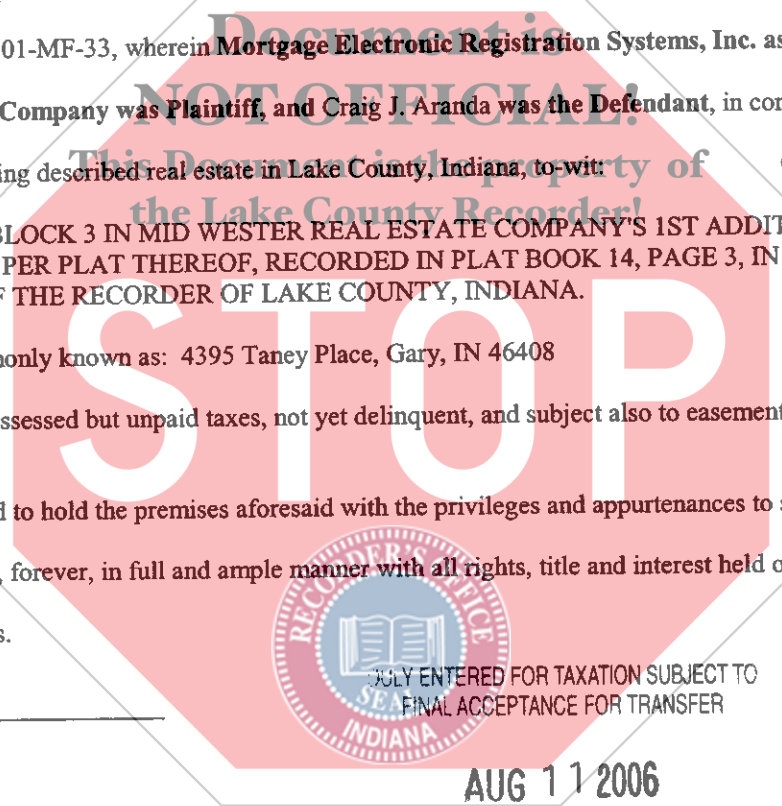 Document is
01-MF-33, wherein Mortgage Electronic Registration Systems, Inc. as
NOT OFFICIAL!
Company was Plaintiff, and Craig J. Aranda was the Defendant, in
This Document is the property of
ing described real estate in Lake County, Indiana, to-wit:
the Lake County Recorder!
BLOCK 3 IN MID WESTER REAL ESTATE COMPANY'S 1ST
PER PLAT THEREOF, RECORDED IN PLAT BOOK 14, PAGE 3, IN
THE RECORDER OF LAKE COUNTY, INDIANA.
STOP
only known as: 4395 Taney Place, Gary, IN 46408
ssessed but unpaid taxes, not yet delinquent, and subject also to easement
to hold the premises aforesaid with the privileges and appurtenances to
, forever, in full and ample manner with all rights, title and interest held
s.
RECORDER'S OFFICE
SEAL
INDIANA
ENTERED FOR TAXATION SUBJECT TO
FINAL ACCEPTANCE FOR TRANSFER
AUG 11 2006